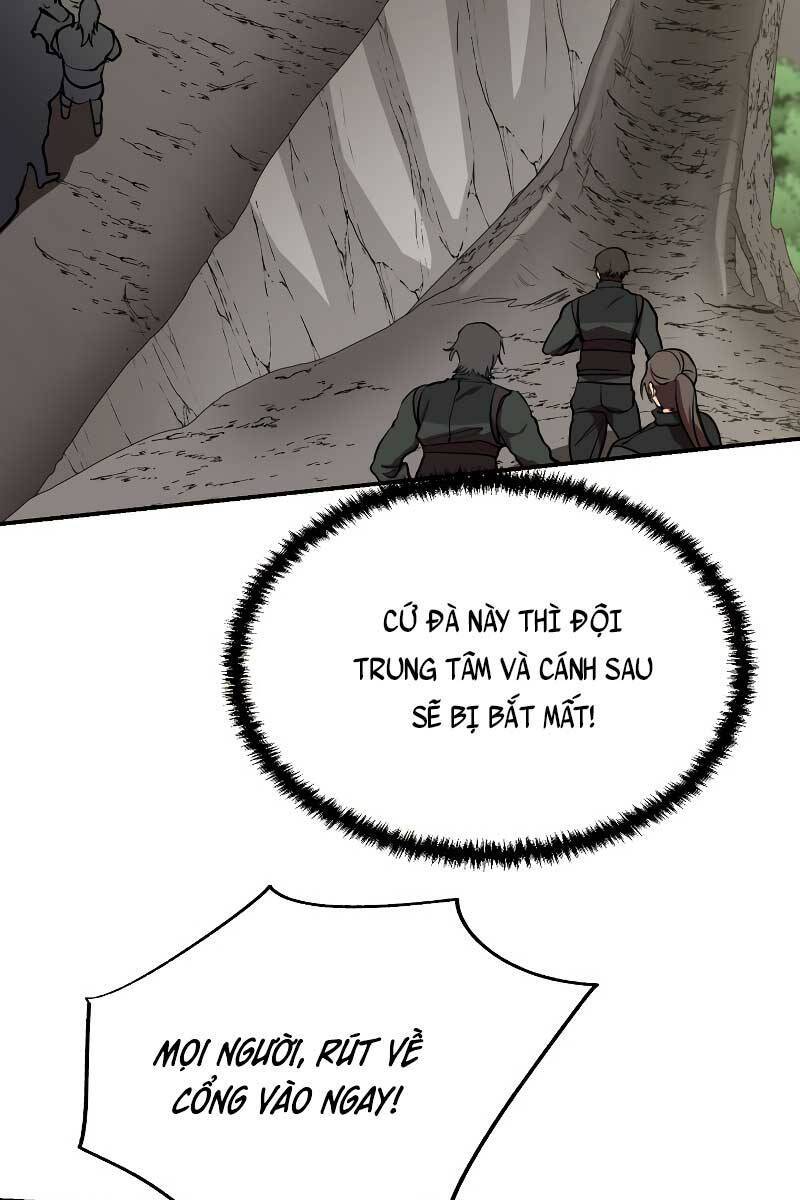 CỨ ĐÀ NÀY THÌ ĐỘI
TRUNG TÂM VÀ CÁNH SAU
SẼ BỊ BẮT MẤT!
MỌI NGƯỜI, RÚT VỀ
CỔNG VÀO NGAY!